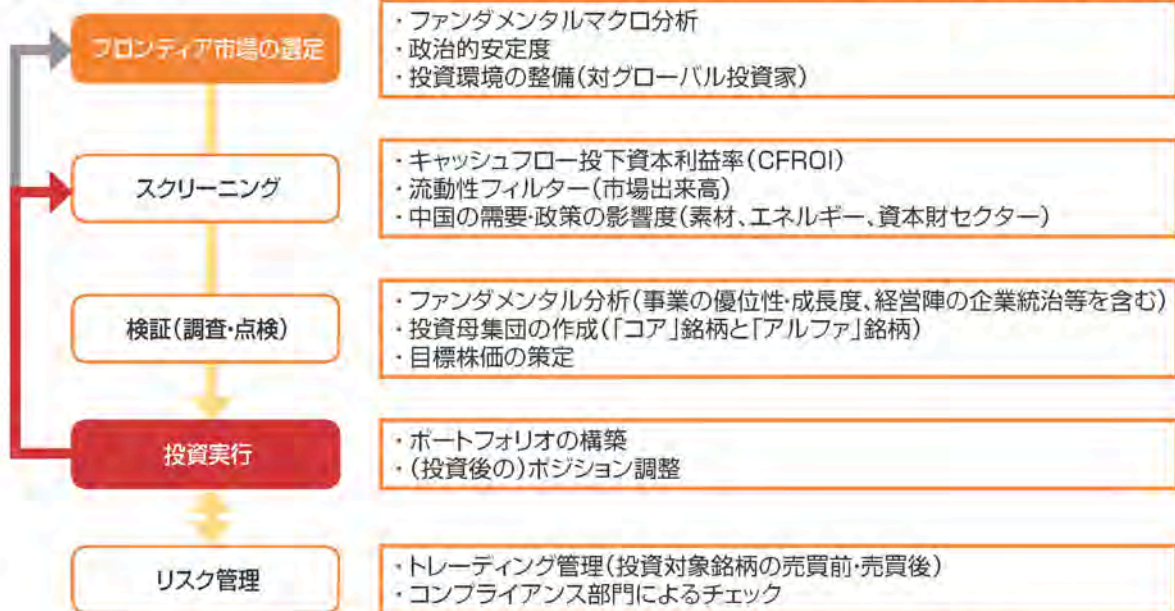 フロンティア市場の選定
・ファンダメンタルマクロ分析
・政治的安定度
・投資環境の整備(対グローバル投資家)
スクリーニング
・キャッシュフロー投下資本利益率(CFROI)
・流動性フィルター(市場出来高)
・中国の需要・政策の影響度(素材、エネルギー、資本財セクター)
検証(調査・点検)
・ファンダメンタル分析(事業の優位性・成長度、経営陣の企業統治等を含む)
・投資母集団の作成(「コア」銘柄と「アルファ」銘柄)
・目標株価の策定
投資実行
・ポートフォリオの構築
・(投資後の)ポジション調整
リスク管理
・トレーディング管理(投資対象銘柄の売買前・売買後)
・コンプライアンス部門によるチェック